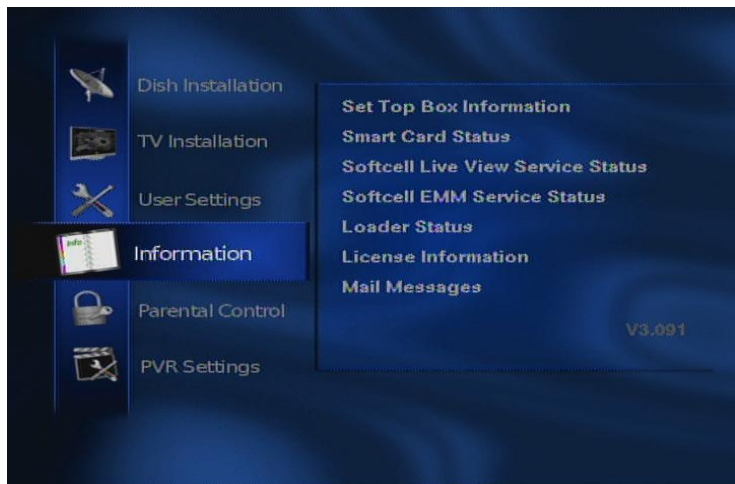 Dish Installation
TV Installation
User Settings
Information
Parental Control
PVR Settings
Info
Set Top Box Information
Smart Card Status
Softcell Live View Service Status
Softcell EMM Service Status
Loader Status
License Information
Mail Messages
V3.091